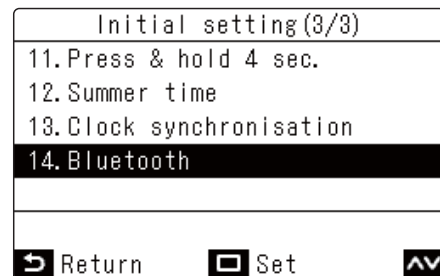 Initial setting(3/3)
11.Press & hold 4 sec.
12.Summer time
13.Clock synchronisation
14.Bluetooth
Return Set